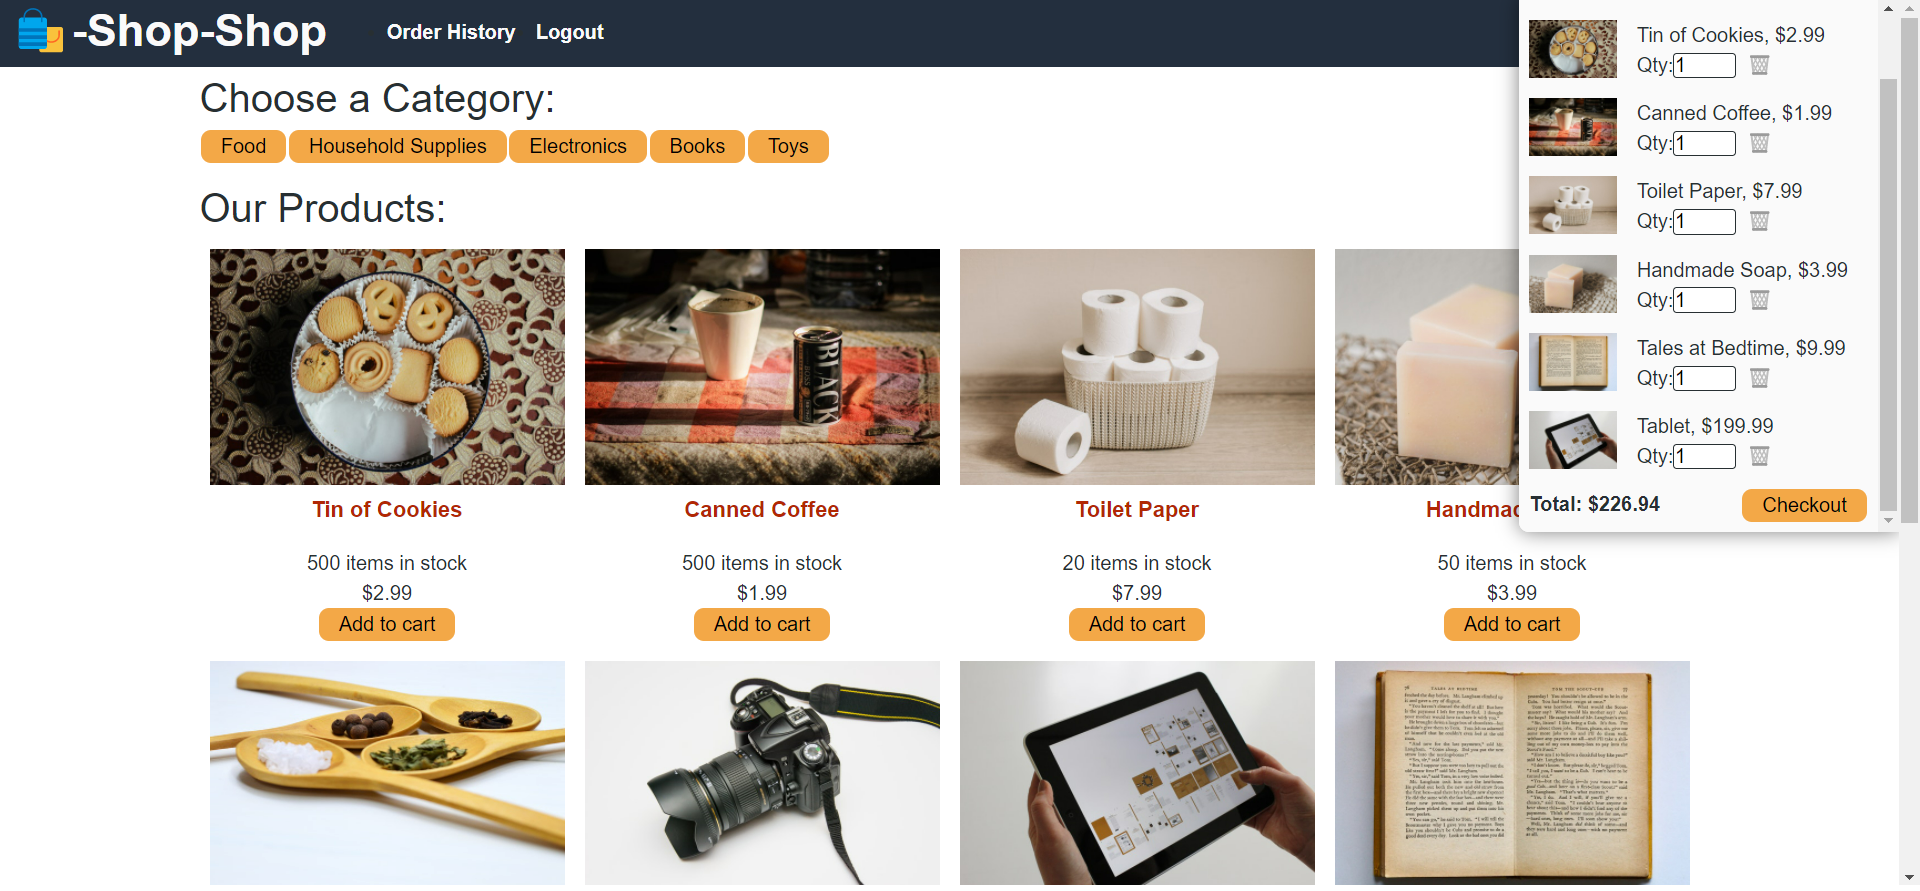 -Shop-Shop
Order History
Logout
Choose a Category:
Food
Household Supplies
Electronics
Books
Toys
Our Products:
BLACK
Tin of Cookies
500 items in stock
$2.99
Add to cart
Canned Coffee
500 items in stock
$1.99
Add to cart
Toilet Paper
20 items in stock
$7.99
Add to cart
Handmad
50 items in stock
$3.99
Add to cart
TALES AT BEDTIME
Tin of Cookies, $2.99
Qty:1
Canned Coffee, $1.99
Qty:1
Toilet Paper, $7.99
Qty:1
Handmade Soap, $3.99
Qty:1
Tales at Bedtime, $9.99
Qty:1
Tablet, $199.99
Qty:1
Total: $226.94
Checkout